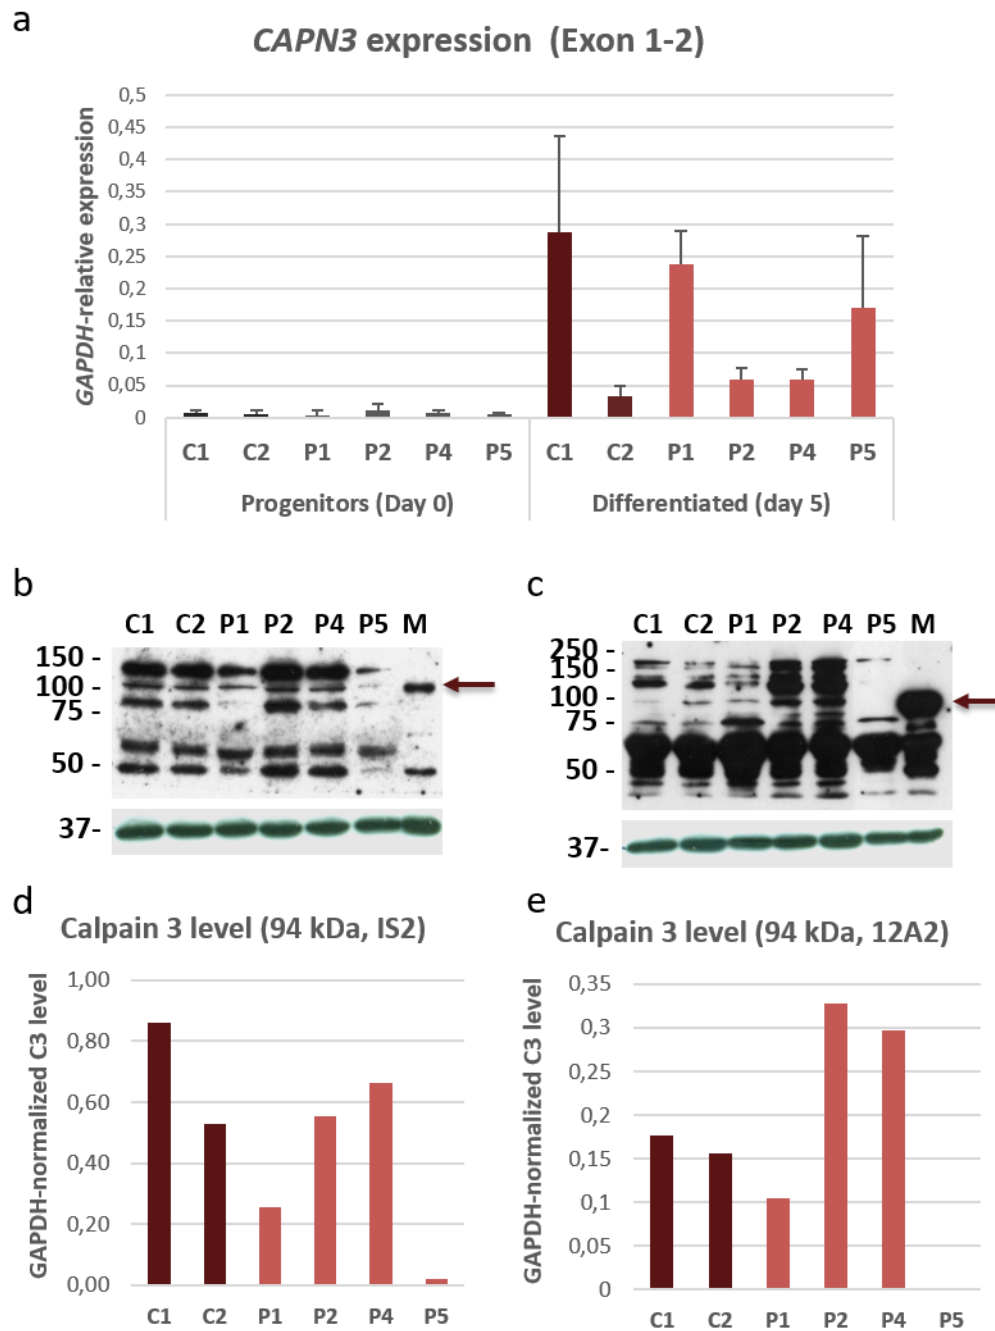 a
CAPN3 expression (Exon 1-2)
GAPDH-relative expression
0,5
0,45
0,4
0,35
0,3
0,25
0,2
0,15
0,1
0,05
0
C1 C2 P1 P2 P4 P5 C1 C2 P1 P2 P4 P5
Progenitors (Day 0) Differentiated (day 5)
b
C1 C2 P1 P2 P4 P5 M
150 -
100 -
75 -
50 -
37-
c
C1 C2 P1 P2 P4 P5 M
250 -
150 -
100 -
75 -
50 -
37-
d
Calpain 3 level (94 kDa, IS2)
GAPDH-normalized C3 level
1,00
0,80
0,60
0,40
0,20
0,00
C1 C2 P1 P2 P4 P5
e
Calpain 3 level (94 kDa, 12A2)
GAPDH-normalized C3 level
0,35
0,3
0,25
0,2
0,15
0,1
0,05
0
C1 C2 P1 P2 P4 P5